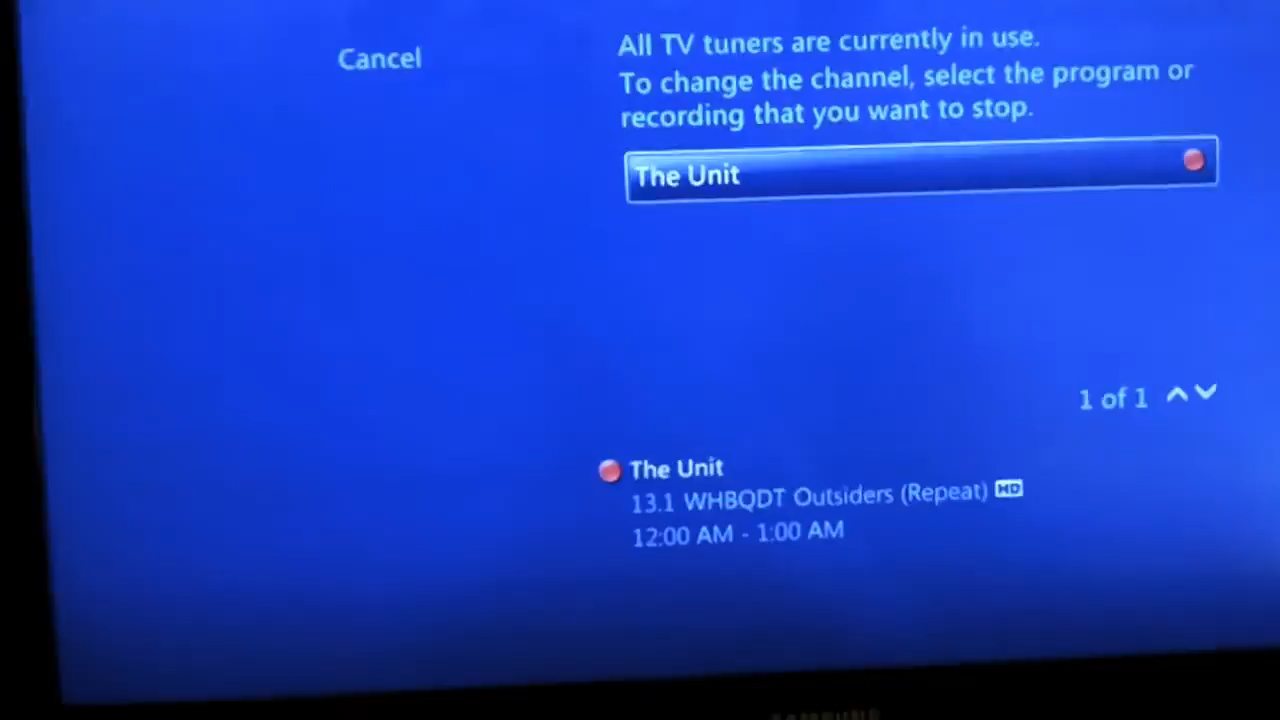 Cancel
All TV tuners are currently in use.
To change the channel, select the program or
recording that you want to stop.
The Unit
1 of 1
The Unit
13.1 WHBQDT Outsiders (Repeat) HD
12:00 AM - 1:00 AM
SAMSUNG